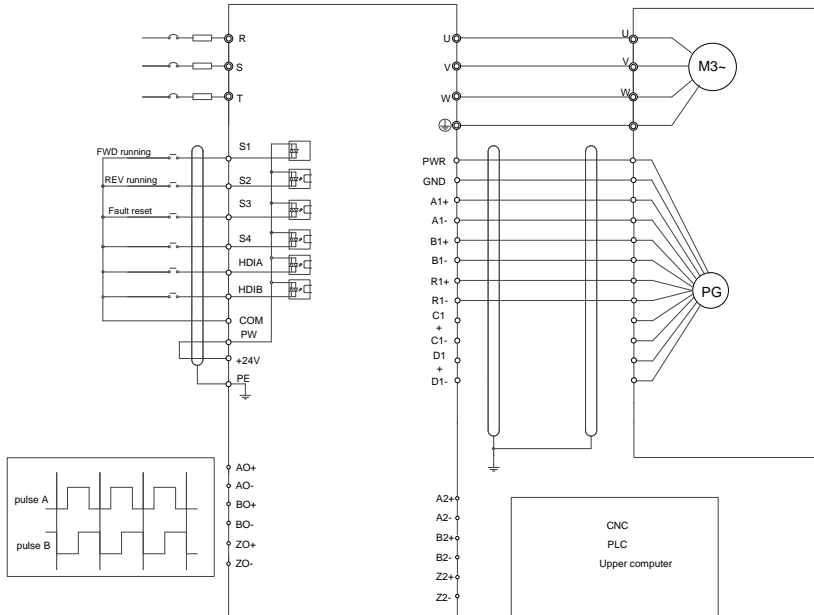 R
S
T
FWD running
S1
REV running
S2
Fault reset
S3
S4
HDIA
HDIB
COM
PW
+24V
PE
U
V
W
U
V
W
M3~
PWR
GND
A1+
A1-
B1+
B1-
R1+
R1-
C1
+
C1-
D1
+
D1-
PG
pulse A
pulse B
AO+
AO-
BO+
BO-
ZO+
ZO-
A2+
A2-
B2+
B2-
Z2+
Z2-
CNC
PLC
Upper computer